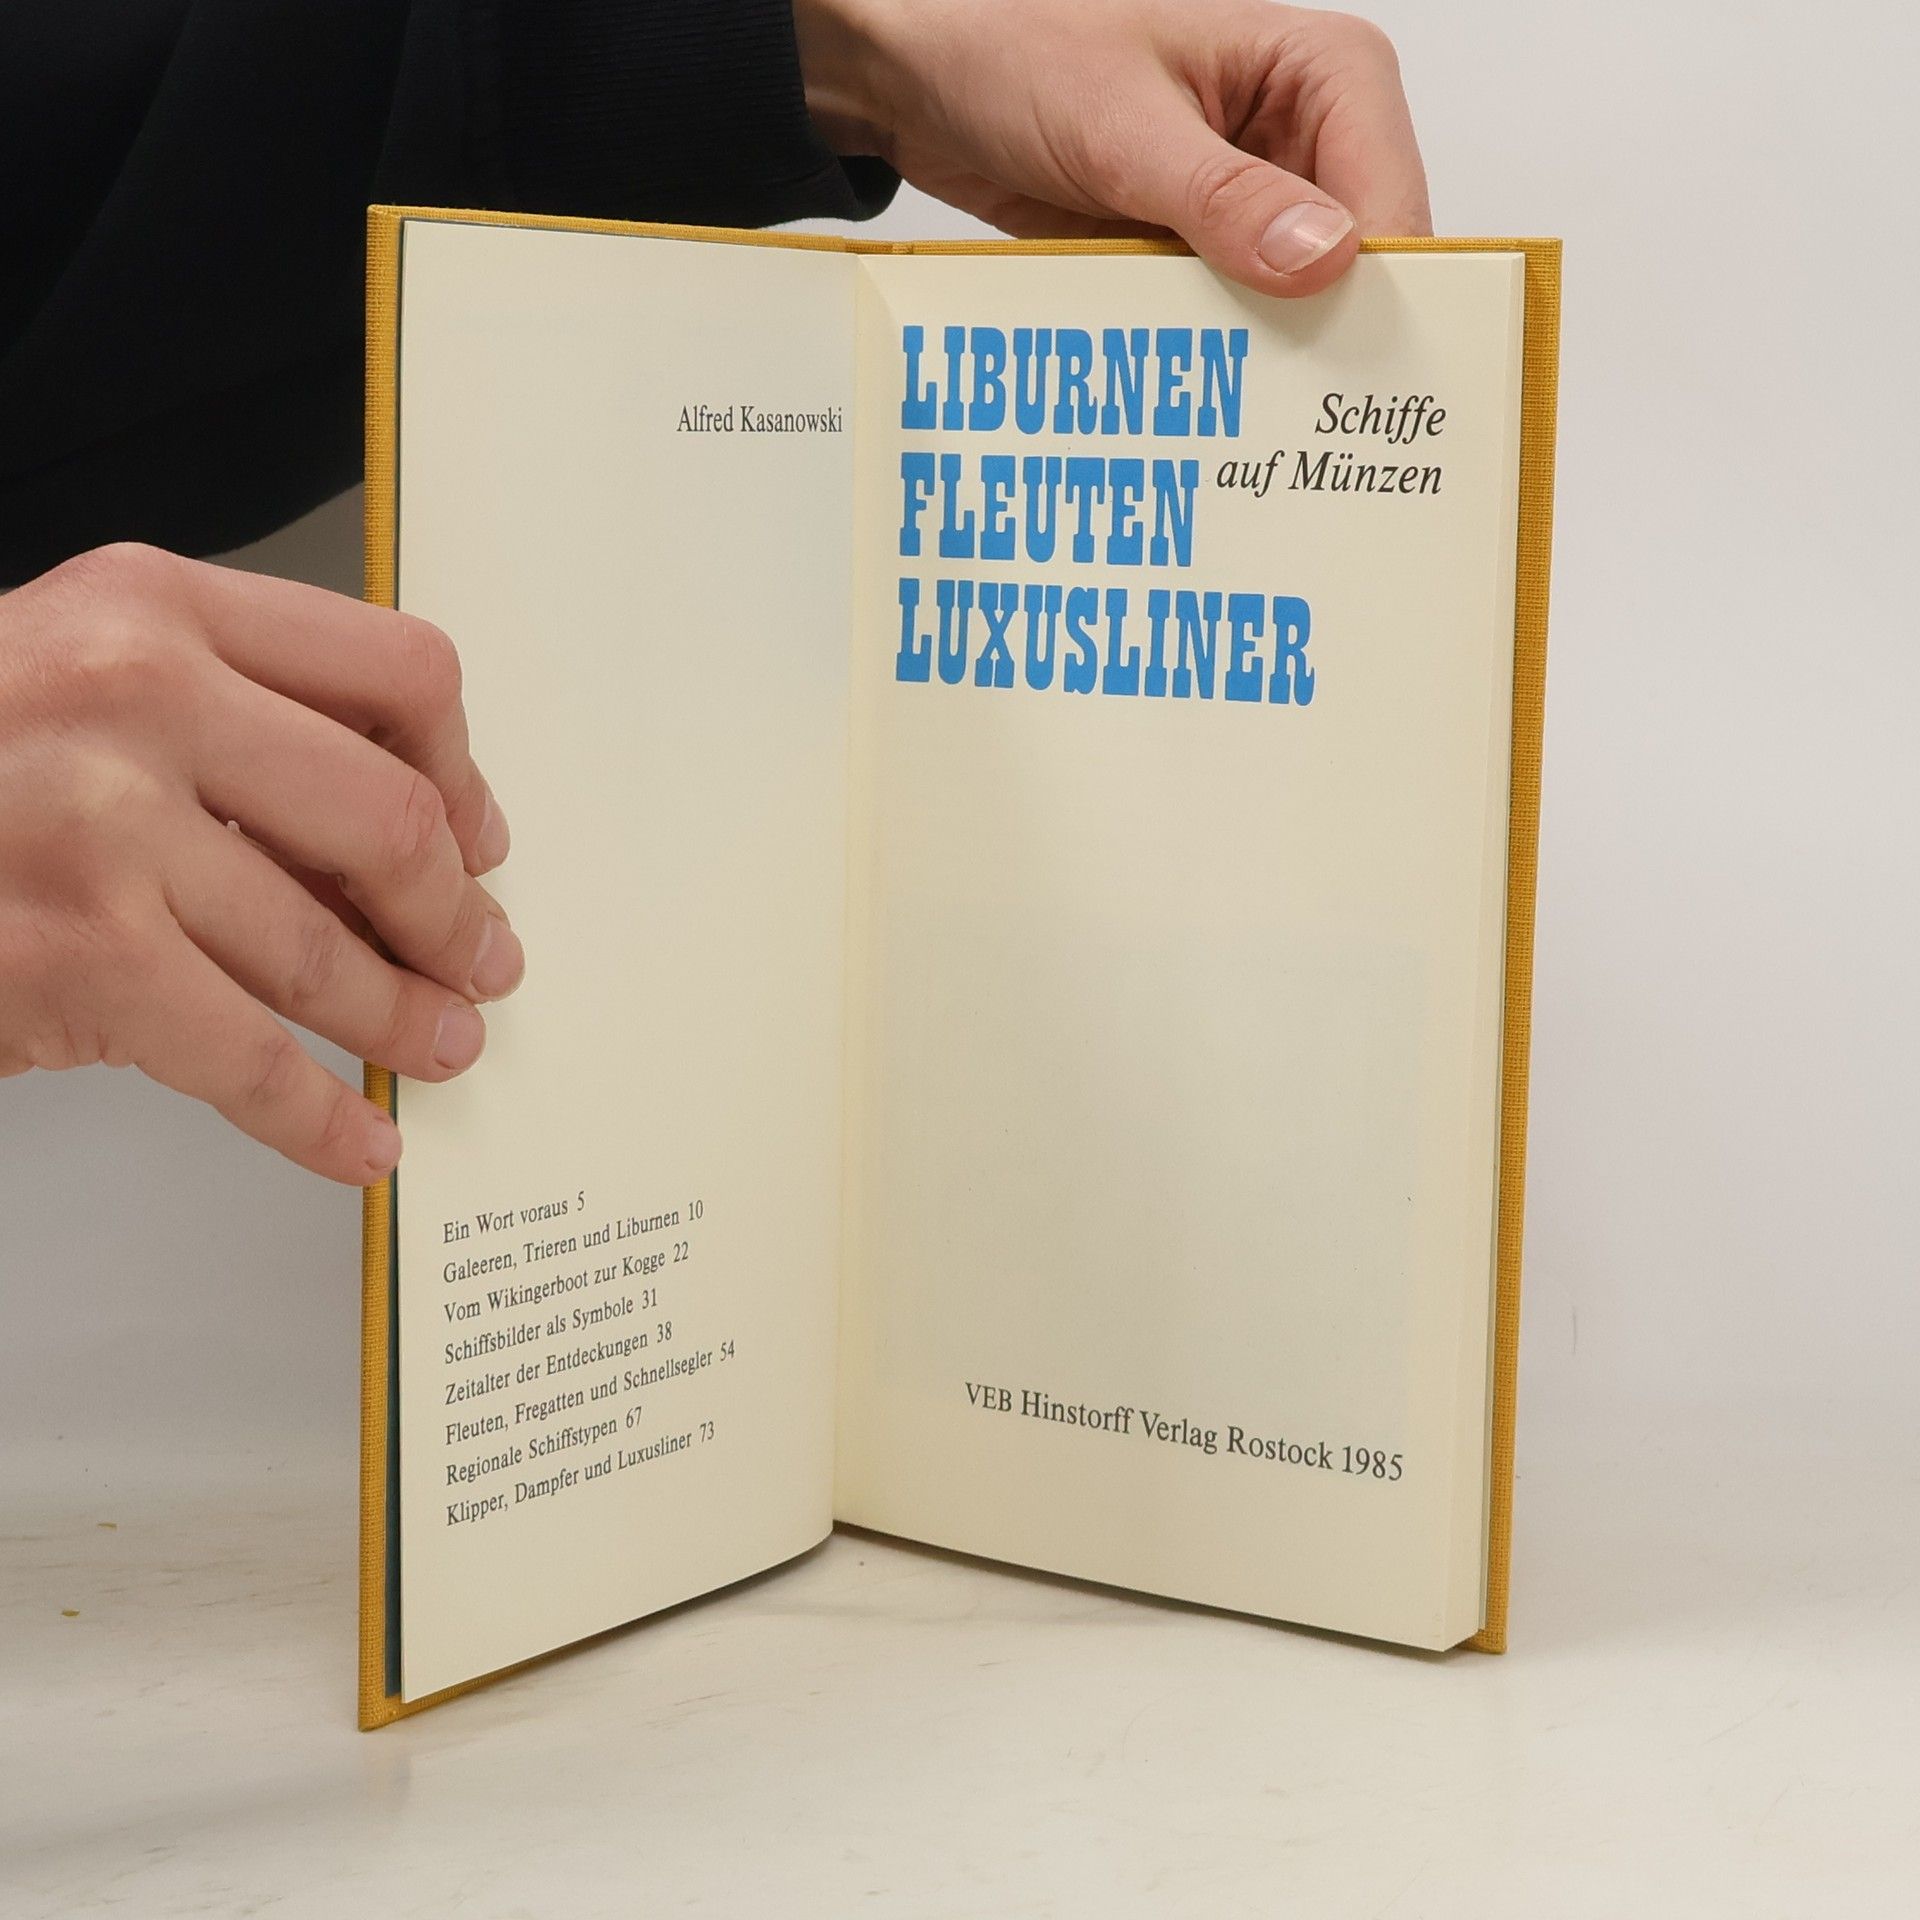 Alfred Kasanowski
Ein Wort voraus 5
Galeeren, Trieren und Liburnen 10
Vom Wikingerboot zur Kogge 22
Schiffsbilder als Symbole 31
Zeitalter der Entdeckungen 38
Fleuten, Fregatten und Schnellsegler 54
Regionale Schiffstypen 67
Klipper, Dampfer und Luxusliner 73
LIBURNEN
FLEUTEN
LUXUSLINER
Schiffe
auf Münzen
VEB Hinstorff Verlag Rostock 1985